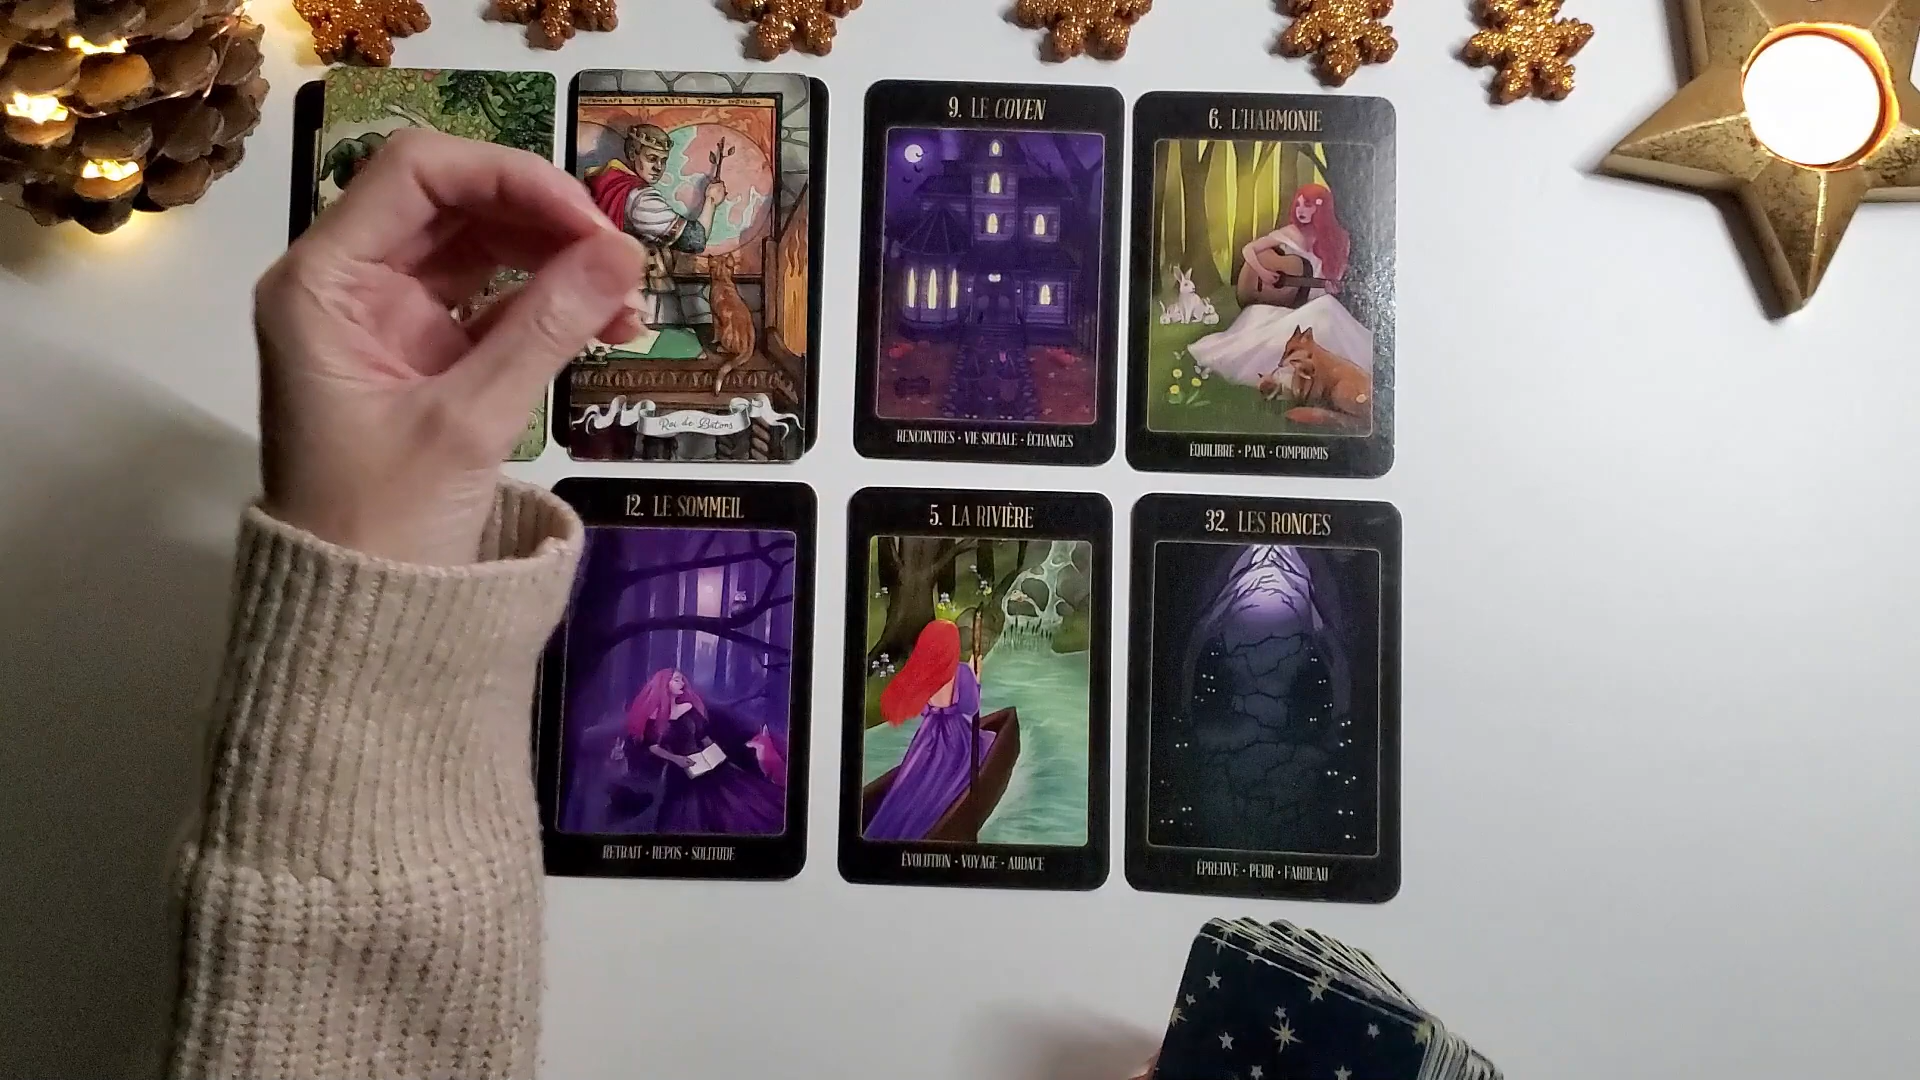 9. LE COVEN
RENCONTRES • VIE SOCIALE • ÉCHANGES
6. L'HARMONIE
ÉQUILIBRE • PAIX • COMPROMIS
Roi de Bâtons
12. LE SOMMEIL
RETRAIT • REPOS • SOLITUDE
5. LA RIVIÈRE
ÉVOLUTION • VOYAGE • AUDACE
32. LES RONCES
ÉPREUVE • PEUR • FARDEAU